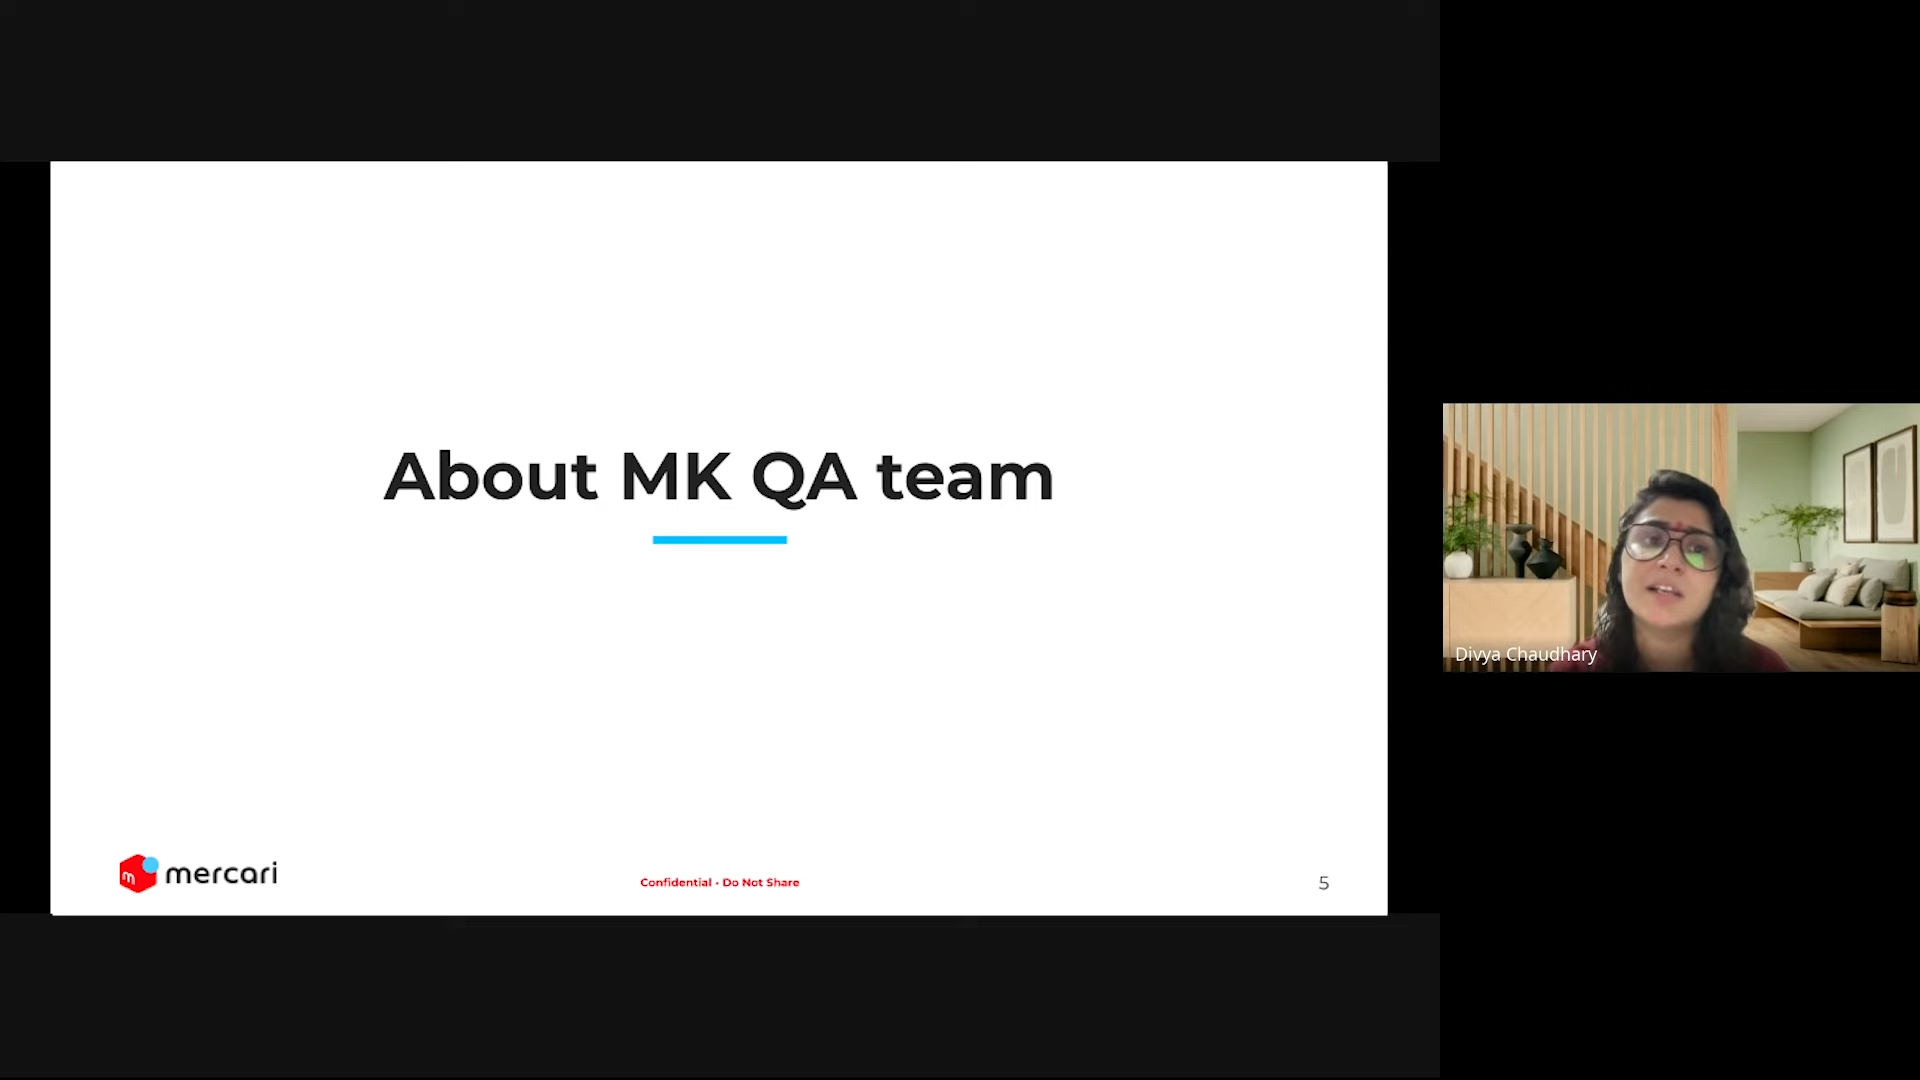 About MK QA team
Divya Chaudhary
m mercari
Confidential - Do Not Share
5